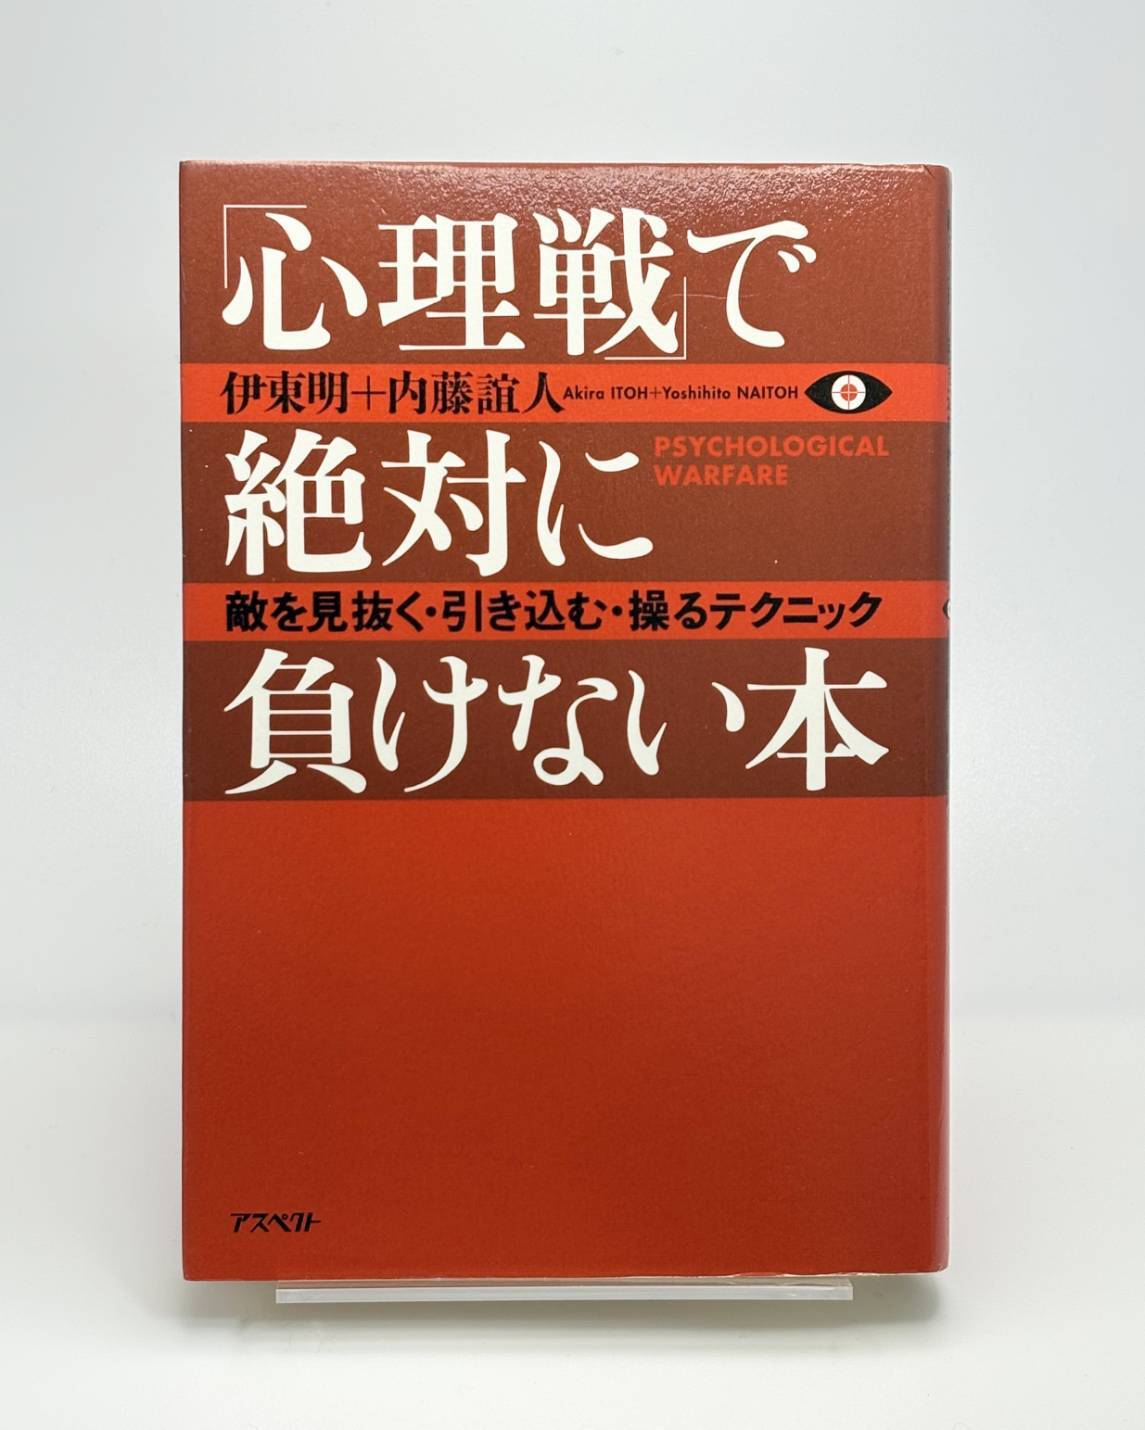 「心理戦」で
伊東明+内藤誼人 Akira ITOH+Yoshihito NAITOH
絶対に
PSYCHOLOGICAL
WARFARE
敵を見抜く・引き込む・操るテクニック
負けない本
アスペクト